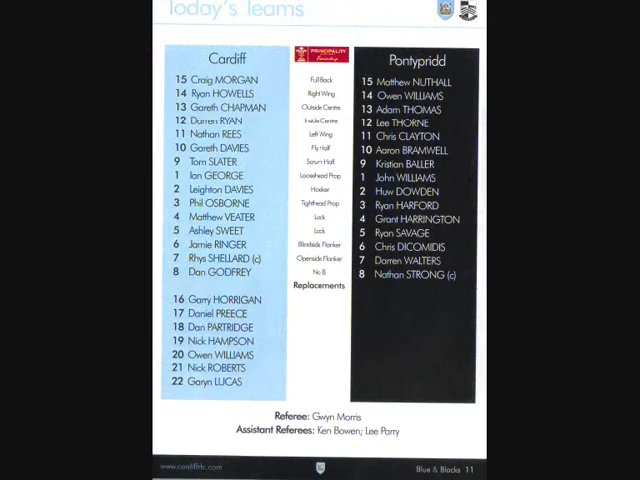 Today's Teams
Cardiff
15 Craig MORGAN
14 Ryan HOWELLS
13 Gareth CHAPMAN
12 Darren RYAN
11 Nathan REES
10 Gareth DAVIES
9 Tom SLATER
1 Ian GEORGE
2 Leighton DAVIES
3 Phil OSBORNE
4 Matthew VEATER
5 Ashley SWEET
6 Jamie RINGER
7 Rhys SHELLARD (c)
8 Dan GODFREY
16 Garry HORRIGAN
17 Daniel PREECE
18 Dan PARTRIDGE
19 Nick HAMPSON
20 Owen WILLIAMS
21 Nick ROBERTS
22 Garyn LUCAS
PRINCIPALITY
Premiership
Full Back
Right Wing
Outside Centre
Inside Centre
Left Wing
Fly Half
Scrum Half
Loosehead Prop
Hooker
Tighthead Prop
Lock
Lock
Blindside Flanker
Openside Flanker
No 8
Replacements
Pontypridd
15 Matthew NUTHALL
14 Owen WILLIAMS
13 Adam THOMAS
12 Lee THORNE
11 Chris CLAYTON
10 Aaron BRAMWELL
9 Kristian BALLER
1 John WILLIAMS
2 Huw DOWDEN
3 Ryan HARFORD
4 Grant HARRINGTON
5 Ryan SAVAGE
6 Chris DICOMIDIS
7 Darren WALTERS
8 Nathan STRONG (c)
Referee: Gwyn Morris
Assistant Referees: Ken Bowen; Lee Parry
www.cardiffrfc.com
Blue & Blacks 11